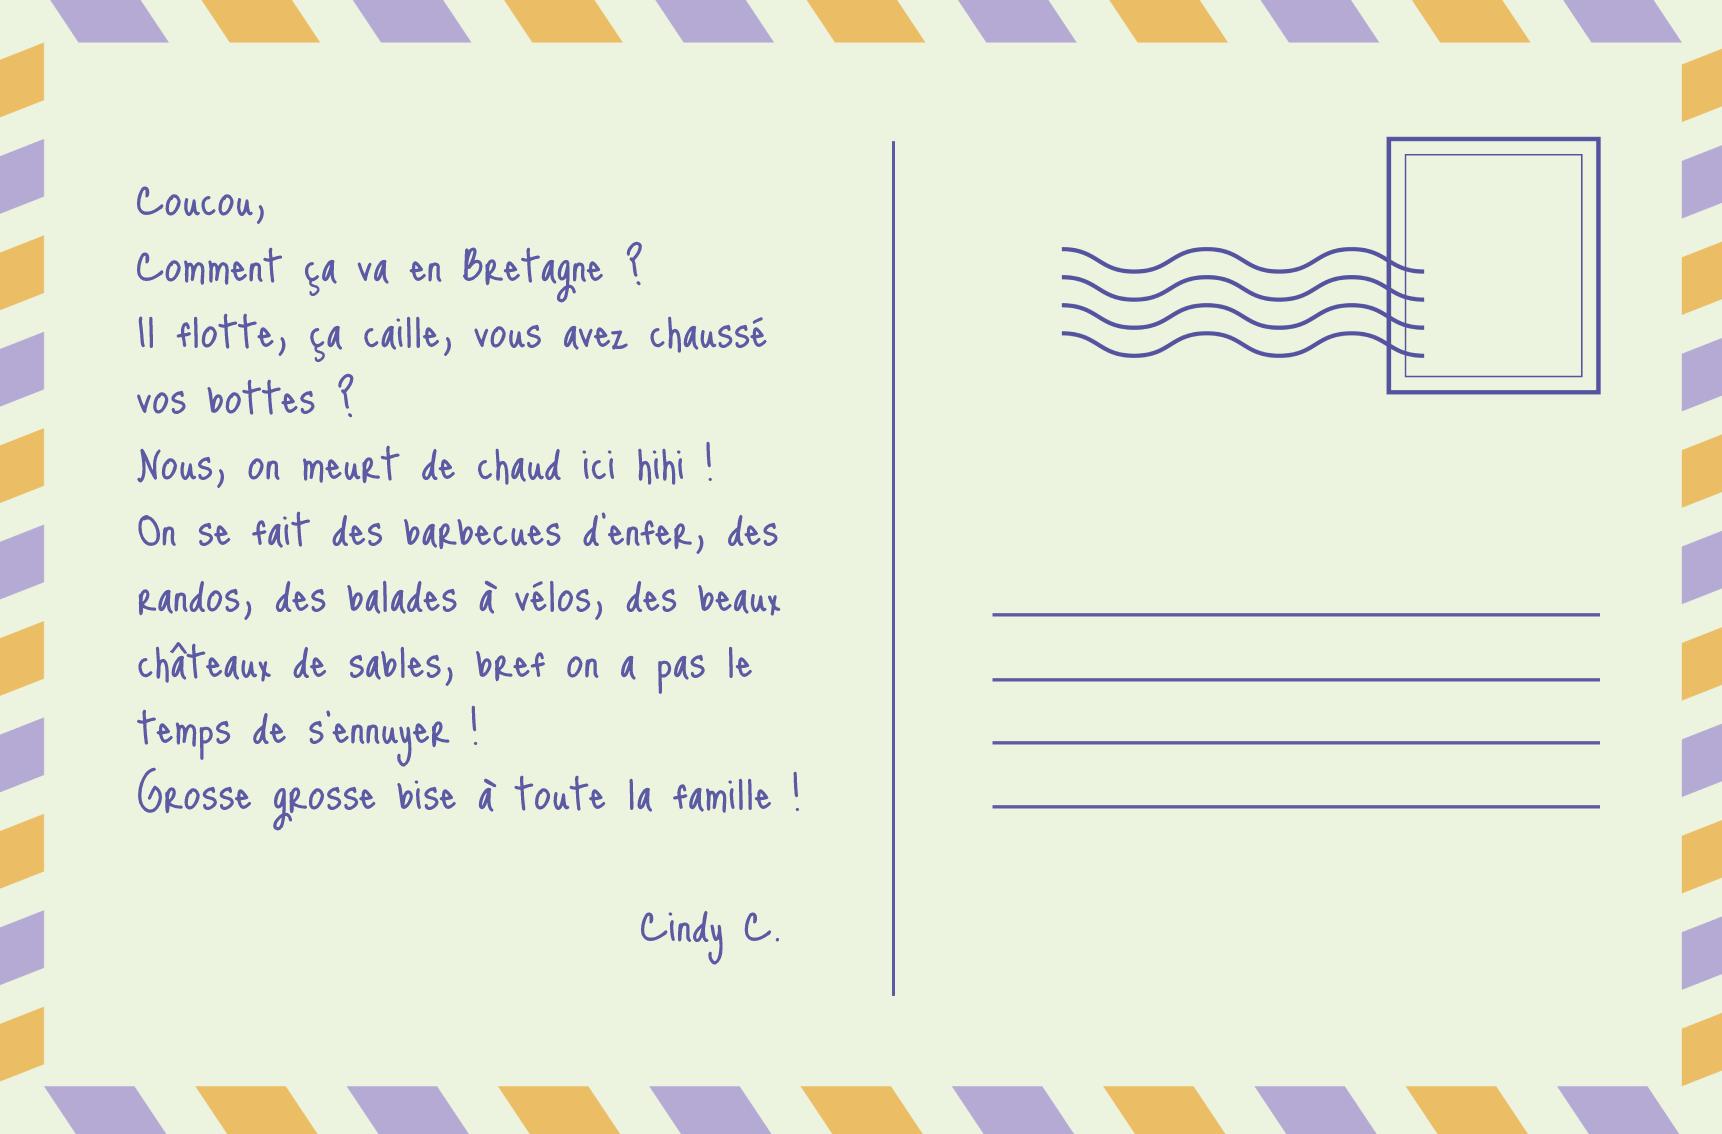 Coucou,
Comment ça va en Bretagne ?
Il flotte, ça caille, vous avez chaussé
vos bottes ?
Nous, on meurt de chaud ici hihi !
On se fait des barbecues d'enfer, des
randos, des balades à vélos, des beaux
châteaux de sables, bref on a pas le
temps de s'ennuyer !
Grosse grosse bise à toute la famille !
Cindy C.